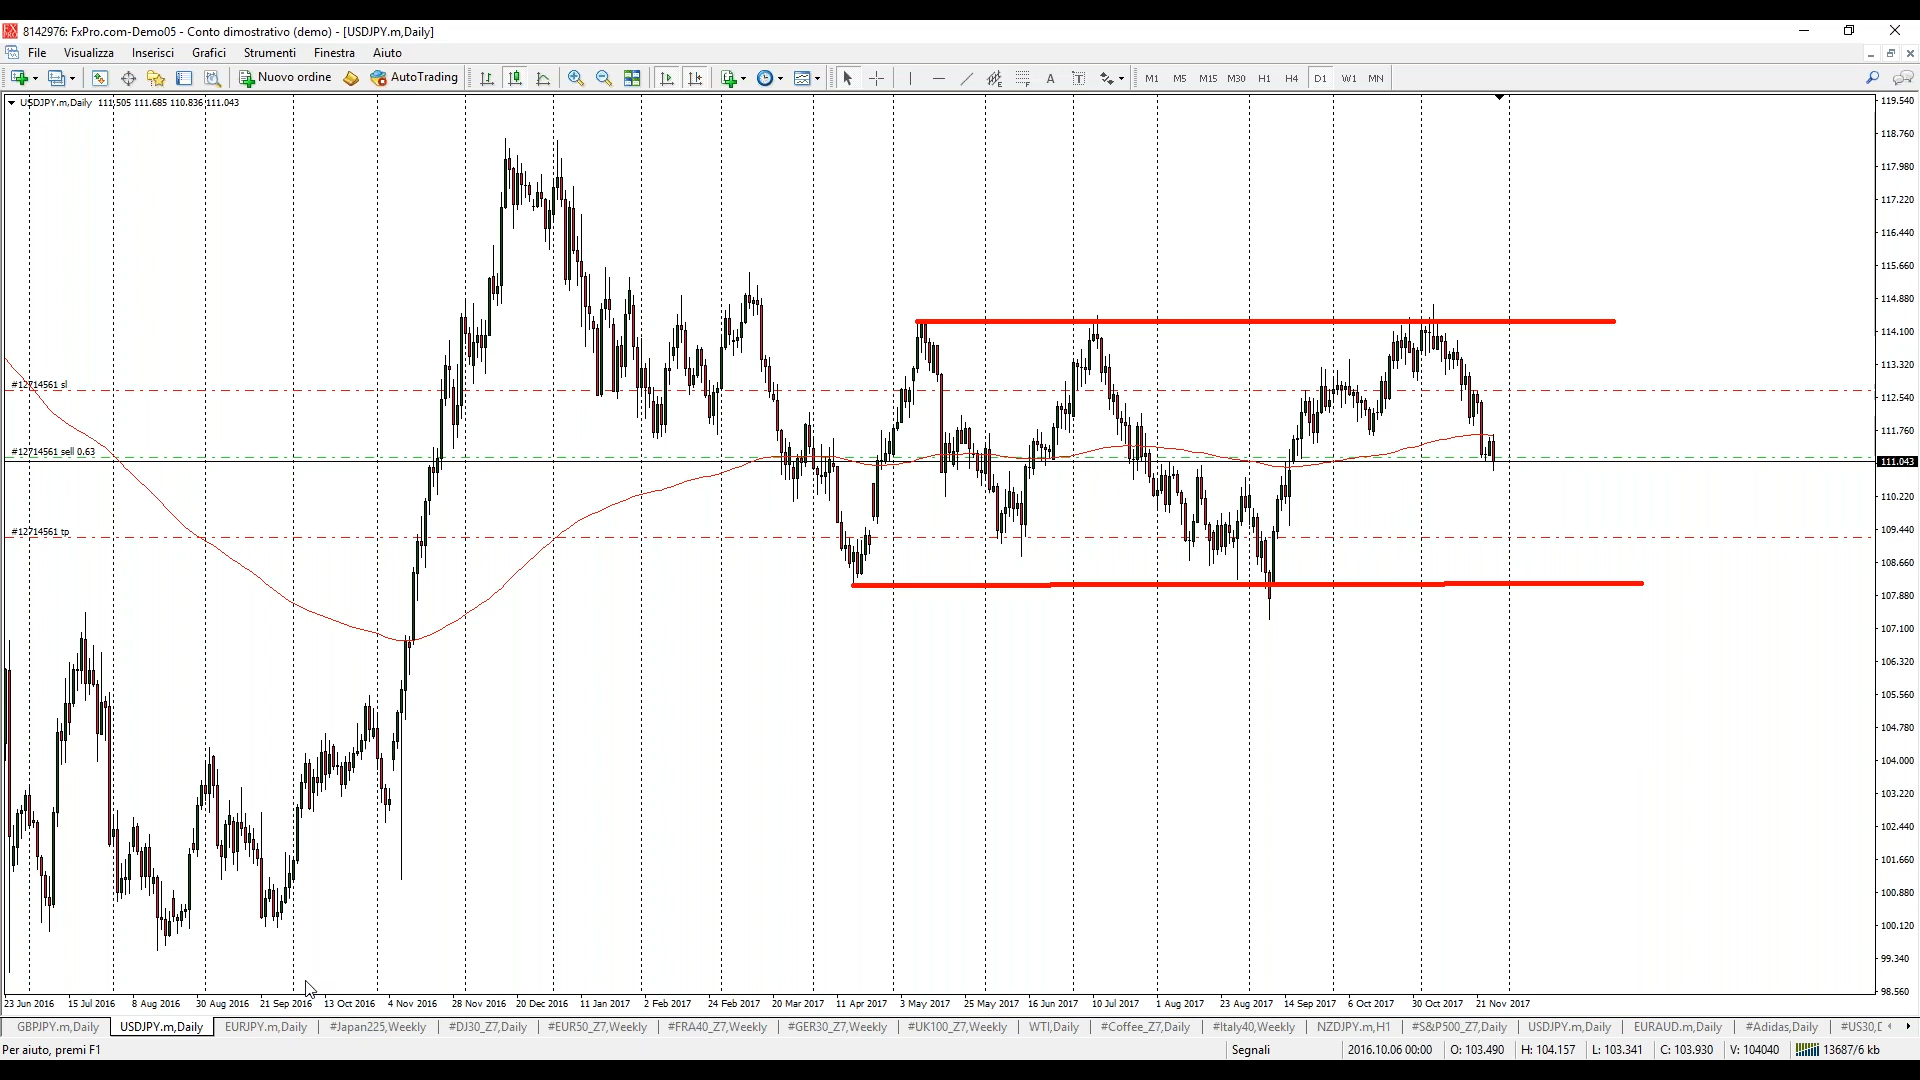 8142976: FxPro.com-Demo05 - Conto dimostrativo (demo) - [USDJPY.m,Daily]
File Visualizza Inserisci Grafici Strumenti Finestra Aiuto
Nuovo ordine AutoTrading A T M1 M5 M15 M30 H1 H4 D1 W1 MN
USDJPY.m,Daily 111.505 111.685 110.836 111.043
119.540
118.760
117.980
117.220
116.440
115.660
114.880
114.100
113.320
#12714561 sl
112.540
111.760
#12714561 sell 0.63
111.043
110.220
#12714561 tp
109.440
108.660
107.880
107.100
106.320
105.560
104.780
104.000
103.220
102.440
101.660
100.880
100.120
99.340
98.560
23 Jun 2016 15 Jul 2016 8 Aug 2016 30 Aug 2016 21 Sep 2016 13 Oct 2016 4 Nov 2016 28 Nov 2016 20 Dec 2016 11 Jan 2017 2 Feb 2017 24 Feb 2017 20 Mar 2017 11 Apr 2017 3 May 2017 25 May 2017 16 Jun 2017 10 Jul 2017 1 Aug 2017 23 Aug 2017 14 Sep 2017 6 Oct 2017 30 Oct 2017 21 Nov 2017
GBPJPY.m,Daily USDJPY.m,Daily EURJPY.m,Daily #Japan225,Weekly #DJ30_Z7,Daily #EUR50_Z7,Weekly #FRA40_Z7,Weekly #GER30_Z7,Weekly #UK100_Z7,Weekly WTI,Daily #Coffee_Z7,Daily #Italy40,Weekly NZDJPY.m,H1 #S&P500_Z7,Daily USDJPY.m,Daily EURAUD.m,Daily #Adidas,Daily #US30,D
Per aiuto, premi F1 Segnali 2016.10.06 00:00 O: 103.490 H: 104.157 L: 103.341 C: 103.930 V: 104040 13687/6 kb